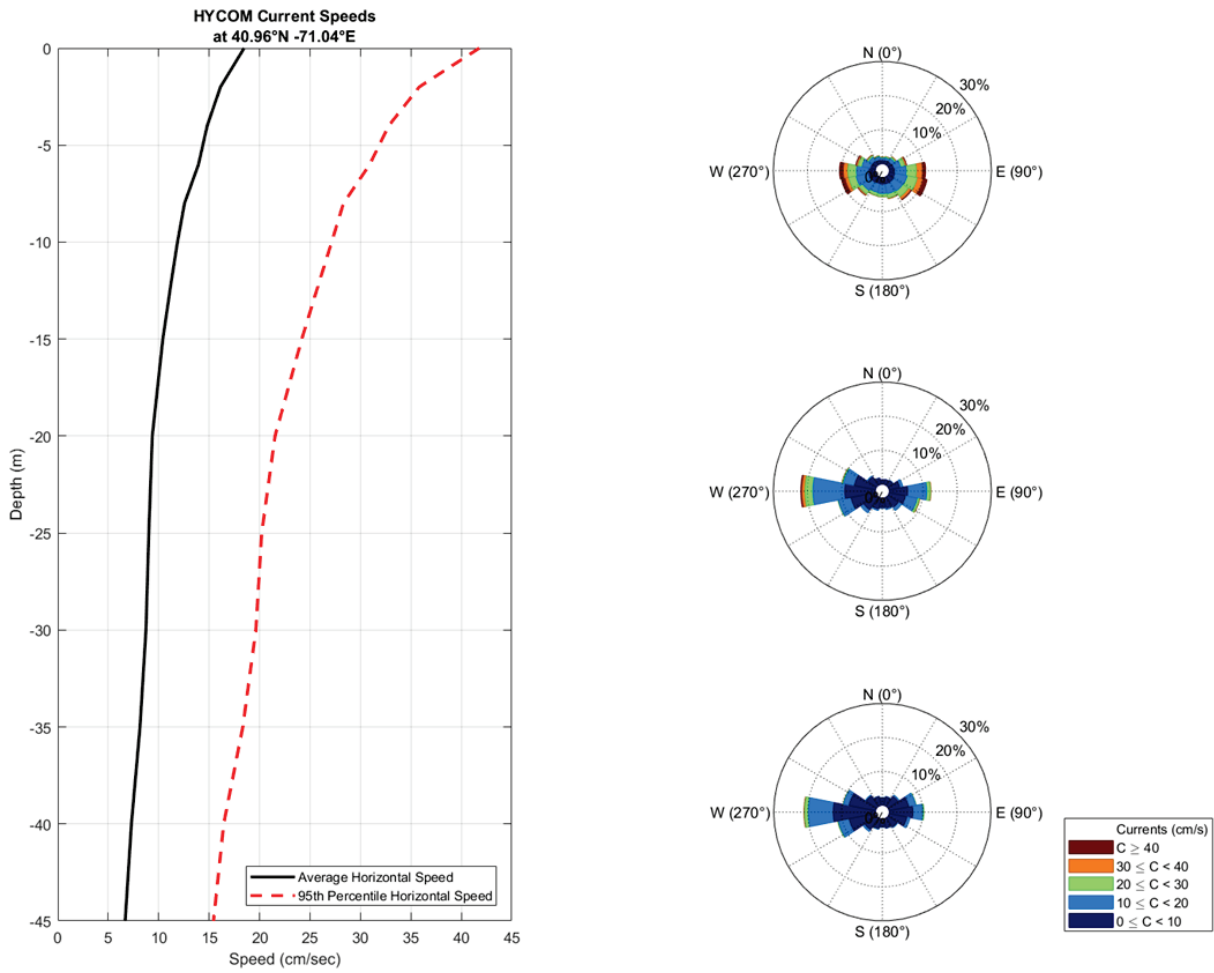 HYCOM Current Speeds
at 40.96°N -71.04°E
0
-5
-10
-15
-20
-25
-30
-35
-40
-45
Depth (m)
0 5 10 15 20 25 30 35 40 45
Speed (cm/sec)
Average Horizontal Speed
95th Percentile Horizontal Speed
N (0°)
30%
20%
10%
0%
W (270°)
E (90°)
S (180°)
N (0°)
30%
20%
10%
0%
W (270°)
E (90°)
S (180°)
N (0°)
30%
20%
10%
0%
W (270°)
E (90°)
S (180°)
Currents (cm/s)
C ≥ 40
30 ≤ C < 40
20 ≤ C < 30
10 ≤ C < 20
0 ≤ C < 10